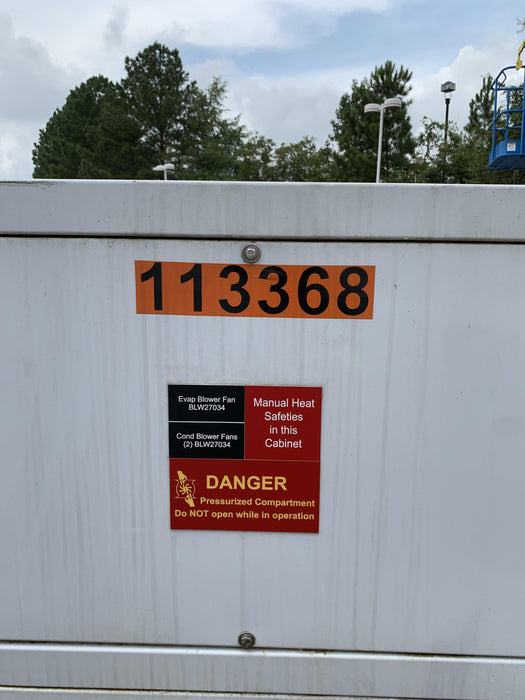 113368
Evap Blower Fan
BLW27034
Cond Blower Fans
(2) BLW27034
Manual Heat
Safeties
in this
Cabinet
DANGER
Pressurized Compartment
Do NOT open while in operation